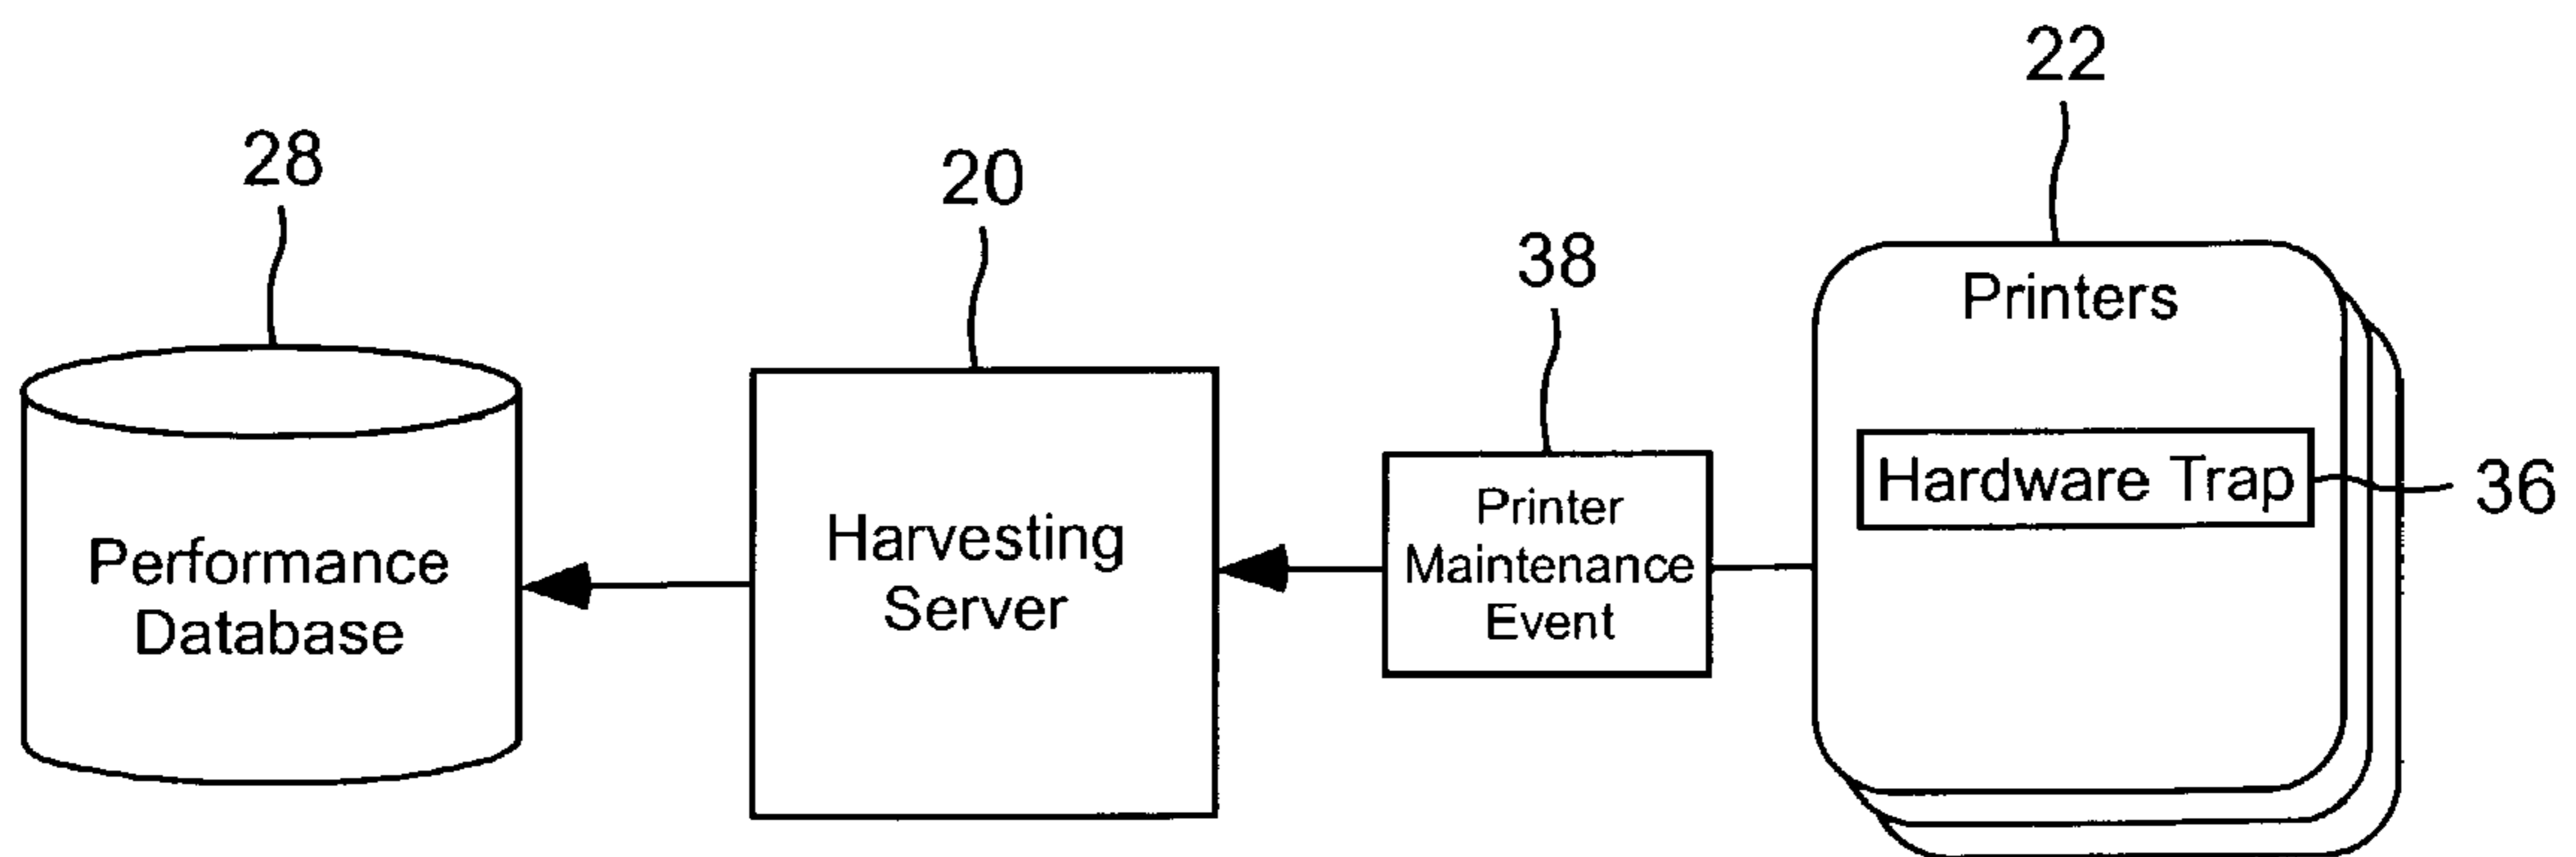 22
28
20
38
Printers
Hardware Trap
36
Printer
Maintenance
Event
Harvesting
Server
Performance
Database